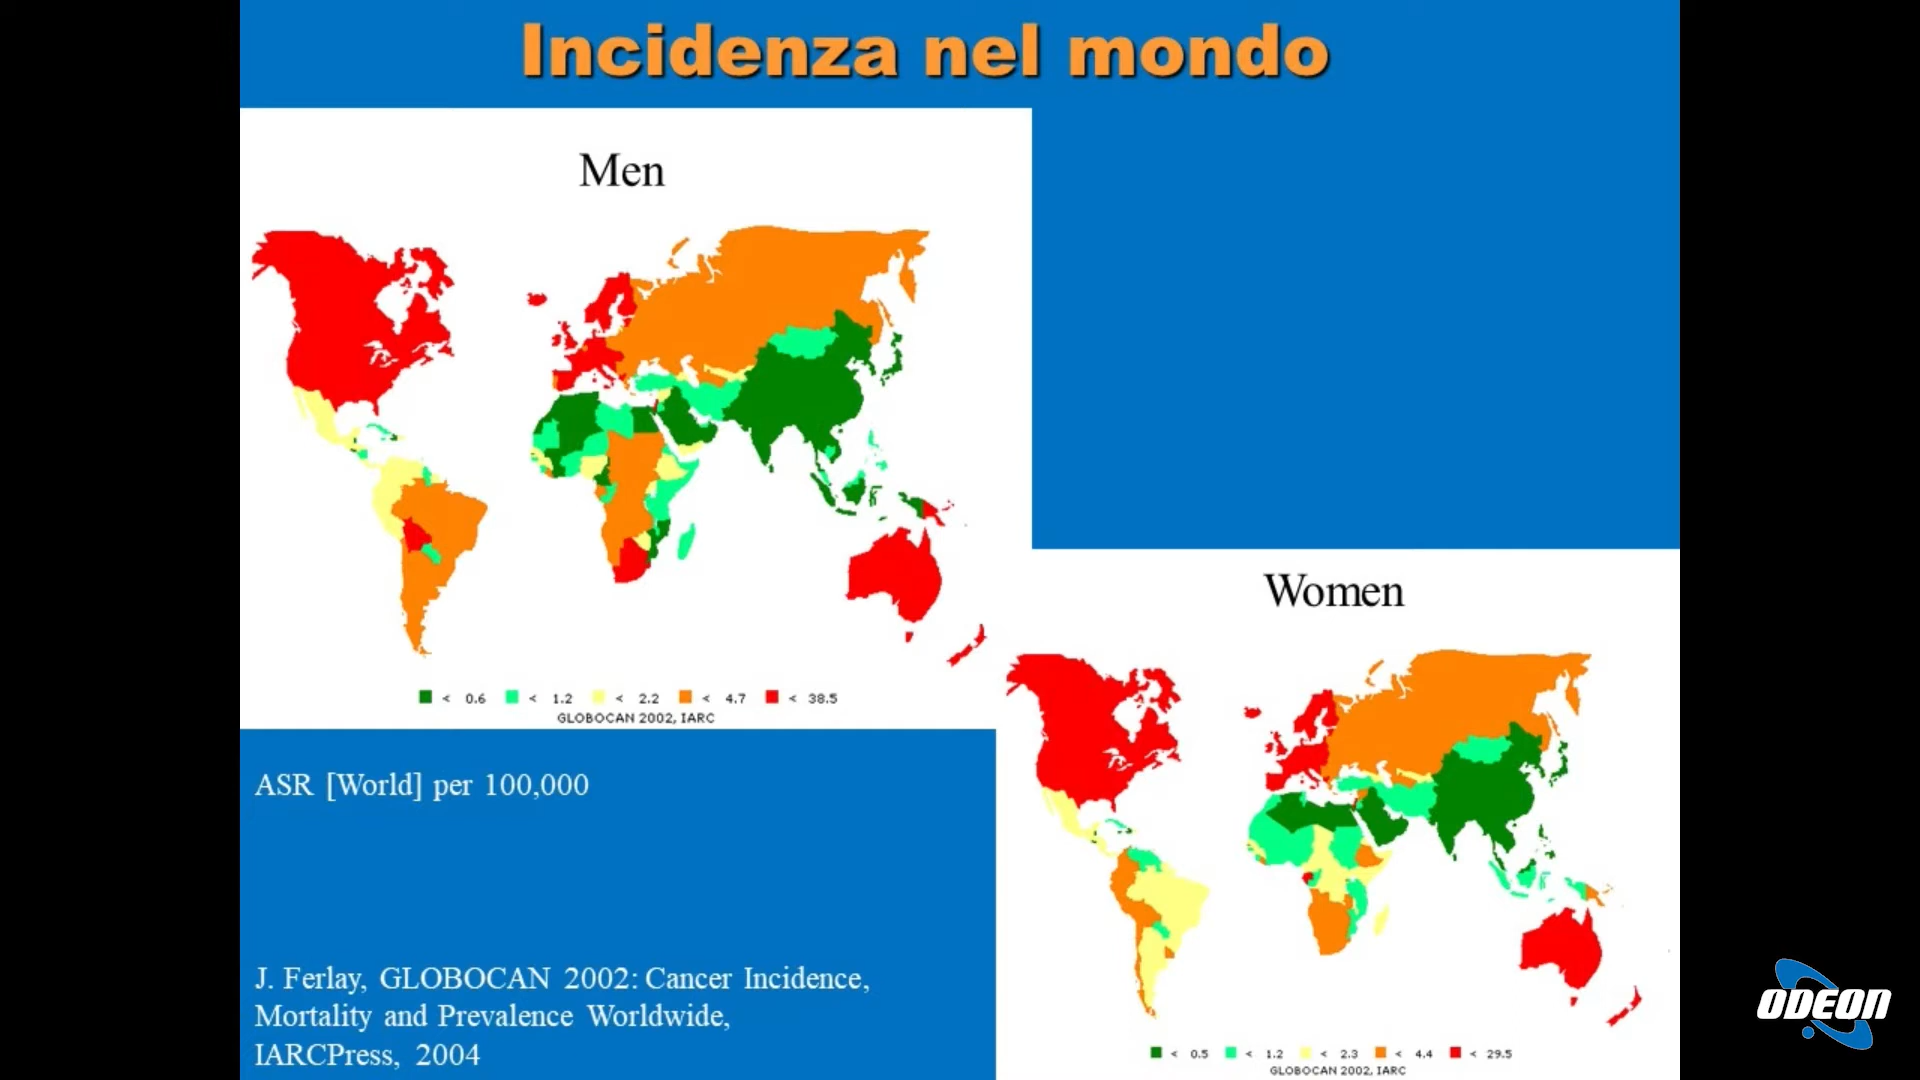 Incidenza nel mondo
Men
< 0.6 < 1.2 < 2.2 < 4.7 < 38.5
GLOBOCAN 2002, IARC
ASR [World] per 100,000
J. Ferlay, GLOBOCAN 2002: Cancer Incidence,
Mortality and Prevalence Worldwide,
IARCPress, 2004
Women
< 0.5 < 1.2 < 2.3 < 4.4 < 29.5
GLOBOCAN 2002, IARC
ODEON